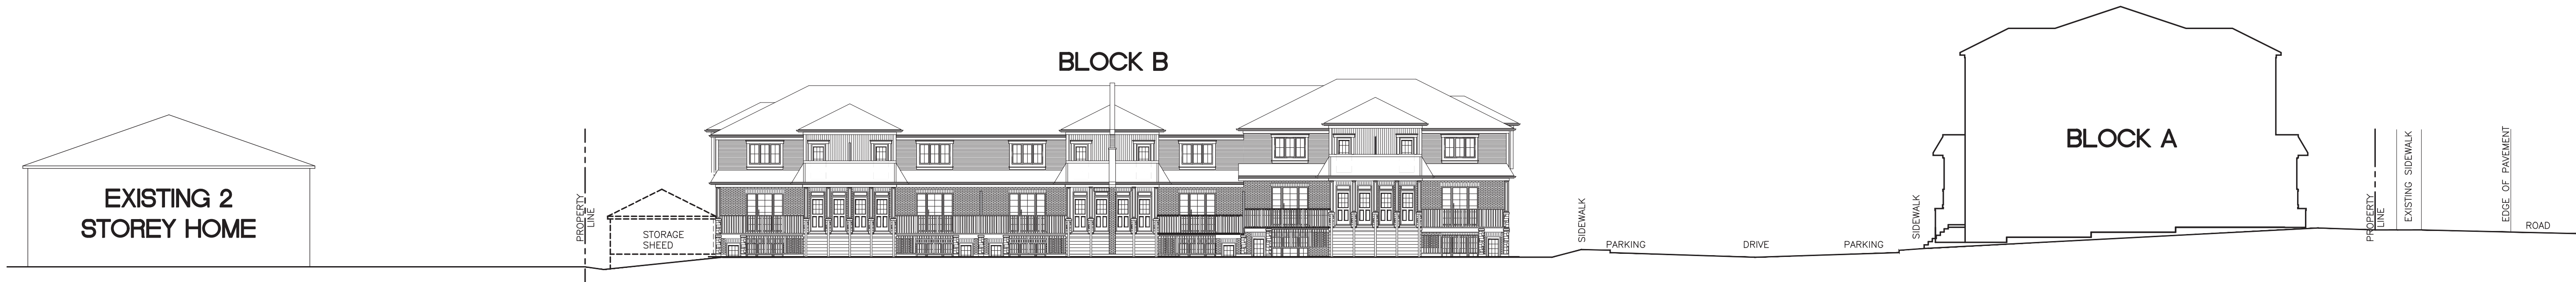 EXISTING 2
STOREY HOME
PROPERTY
LINE
STORAGE
SHED
BLOCK B
SIDEWALK
PARKING
DRIVE
PARKING
SIDEWALK
BLOCK A
PROPERTY
LINE
EXISTING SIDEWALK
EDGE OF PAVEMENT
ROAD